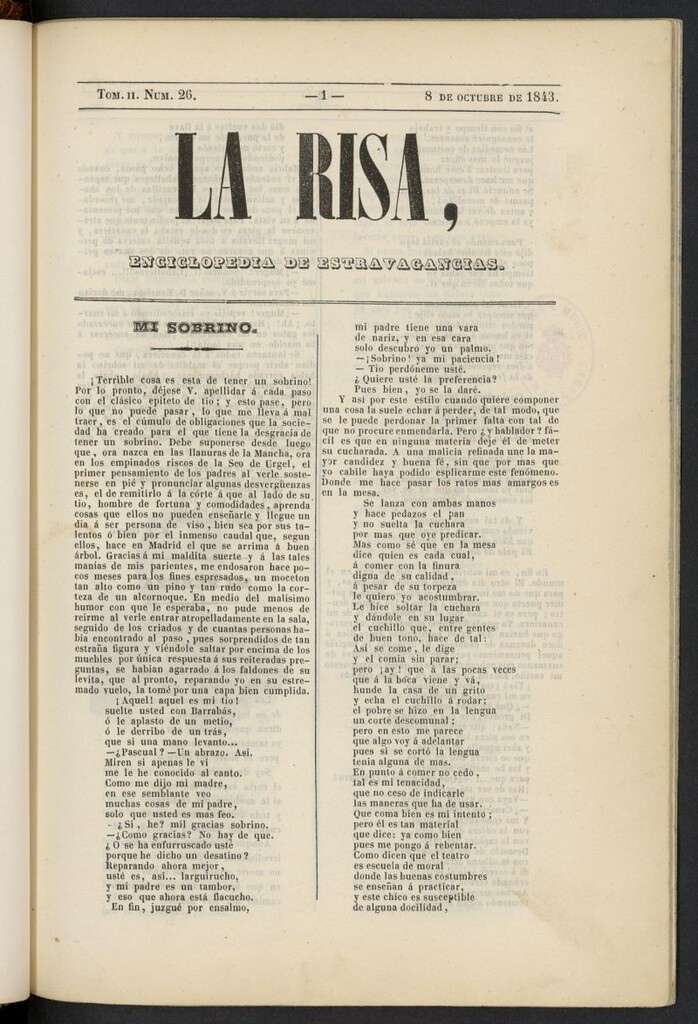 Tom. II. Num. 26.
—1—
8 DE OCTUBRE DE 1843.
LA RISA,
ENCICLOPEDIA DE ESTRAVAGANCIAS.
MI SOBRINO.
¡Terrible cosa es esta de tener un sobrino!
Por lo pronto, déjese V. apellidar á cada paso
con el clásico epíteto de tio; y esto pase, pero
lo que no puede pasar, lo que me lleva á mal
traer, es el cúmulo de obligaciones que la socie-
dad ha creado para el que tiene la desgracia de
tener un sobrino. Debe suponerse desde luego
que, ora nazca en las llanuras de la Mancha, ora
en los empinados riscos de la Seo de Urgel, el
primer pensamiento de los padres al verle soste-
nerse en pié y pronunciar algunas desvergüenzas
es, el de remitirlo á la córte á que al lado de su
tio, hombre de fortuna y comodidades, aprenda
cosas que ellos no pueden enseñarle y llegue un
dia á ser persona de viso, bien sea por sus ta-
lentos ó bien por el inmenso caudal que, segun
ellos, hace en Madrid el que se arrima á buen
árbol. Gracias á mi maldita suerte y á las tales
manias de mis parientes, me endosaron hace po-
cos meses para los fines espresados, un moceton
tan alto como un pino y tan rudo como la cor-
teza de un alcornoque. En medio del malísimo
humor con que le esperaba, no pude menos de
reirme al verle entrar atropelladamente en la sala,
seguido de los criados y de cuantas personas ha-
bia encontrado al paso, pues sorprendidos de tan
estraña figura y viéndole saltar por encima de los
muebles por única respuesta á sus reiteradas pre-
guntas, se habian agarrado á los faldones de su
levita, que al pronto, reparando yo en su estre-
mado vuelo, la tomé por una capa bien cumplida.
¡Aquel! aquel es mi tio!
suelte usted con Barrabás,
ó le aplasto de un metio,
ó le derribo de un trás,
que si una mano levanto...
—¿Pascual? —Un abrazo. Asi.
Miren si apenas le ví
me le he conocido al canto.
Como me dijo mi madre,
en ese semblante veo
muchas cosas de mi padre,
solo que usted es mas feo.
- ¿Sí, he? mil gracias sobrino.
—¿Como gracias? No hay de que.
¿O se ha enfurruscado usté
porque he dicho un desatino?
Reparando ahora mejor,
usté es, asi... larguirucho,
y mi padre es un tambor,
y eso que ahora está flacucho.
En fin, juzgué por ensalmo,
mi padre tiene una vara
de nariz, y en esa cara
solo descubro yo un palmo.
—¡Sobrino! ya mi paciencia!
— Tio perdóneme usté.
¿Quiere usté la preferencia?
Pues bien, yo se la daré.
Y asi por este estilo cuando quiere componer
una cosa la suele echar á perder, de tal modo, que
se le puede perdonar la primer falta con tal de
que no procure enmendarla. Pero ¿y hablador? fá-
cil es que en ninguna materia deje él de meter
su cucharada. A una malicia refinada une la ma-
yor candidez y buena fé, sin que por mas que
yo cabile haya podido esplicarme este fenómeno.
Donde me hace pasar los ratos mas amargos es
en la mesa.
Se lanza con ambas manos
y hace pedazos el pan
y no suelta la cuchara
por mas que oye predicar.
Mas como sé que en la mesa
dice quien es cada cual,
á comer con la finura
digna de su calidad,
á pesar de su torpeza
le quiero yo acostumbrar.
Le hice soltar la cuchara
y dándole en su lugar
el cuchillo que, entre gentes
de buen tono, hace de tal:
Asi se come, le dige
y el comia sin parar;
pero ¡ay! que á las pocas veces
que á la boca viene y vá,
hunde la casa de un grito
y echa el cuchillo á rodar;
el pobre se hizo en la lengua
un corte descomunal;
pero en esto me parece
que algo voy á adelantar
pues si se cortó la lengua
tenia alguna de mas.
En punto á comer no cedo,
tal es mi tenacidad,
que no ceso de indicarle
las maneras que ha de usar.
Que coma bien es mi intento;
pero él es tan material
que dice: ya como bien
pues me pongo á rebentar.
Como dicen que el teatro
es escuela de moral
donde las buenas costumbres
se enseñan á practicar,
y este chico es susceptible
de alguna docilidad,